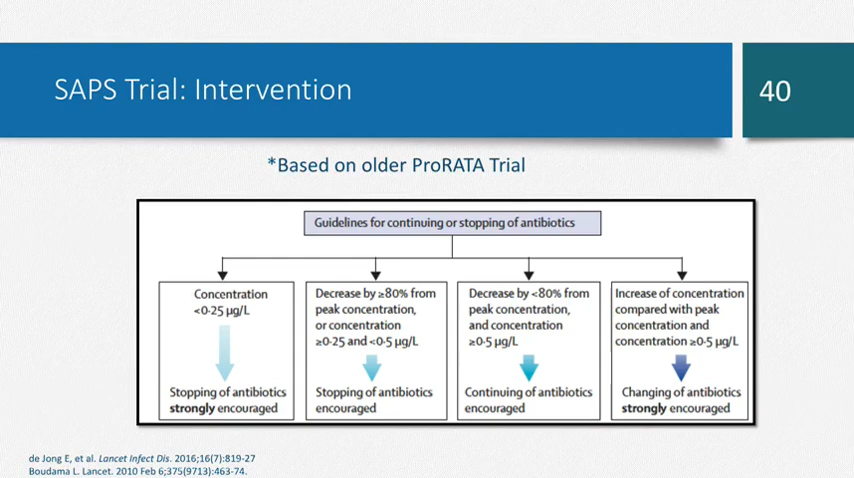 SAPS Trial: Intervention
40
*Based on older ProRATA Trial
Guidelines for continuing or stopping of antibiotics
Concentration
<0·25 µg/L
Stopping of antibiotics
strongly encouraged
Decrease by ≥80% from
peak concentration,
or concentration
≥0·25 and <0·5 µg/L
Stopping of antibiotics
encouraged
Decrease by <80% from
peak concentration,
and concentration
≥0·5 µg/L
Continuing of antibiotics
encouraged
Increase of concentration
compared with peak
concentration and
concentration ≥0·5 µg/L
Changing of antibiotics
strongly encouraged
de Jong E, et al. Lancet Infect Dis. 2016;16(7):819-27
Boudama L. Lancet. 2010 Feb 6;375(9713):463-74.